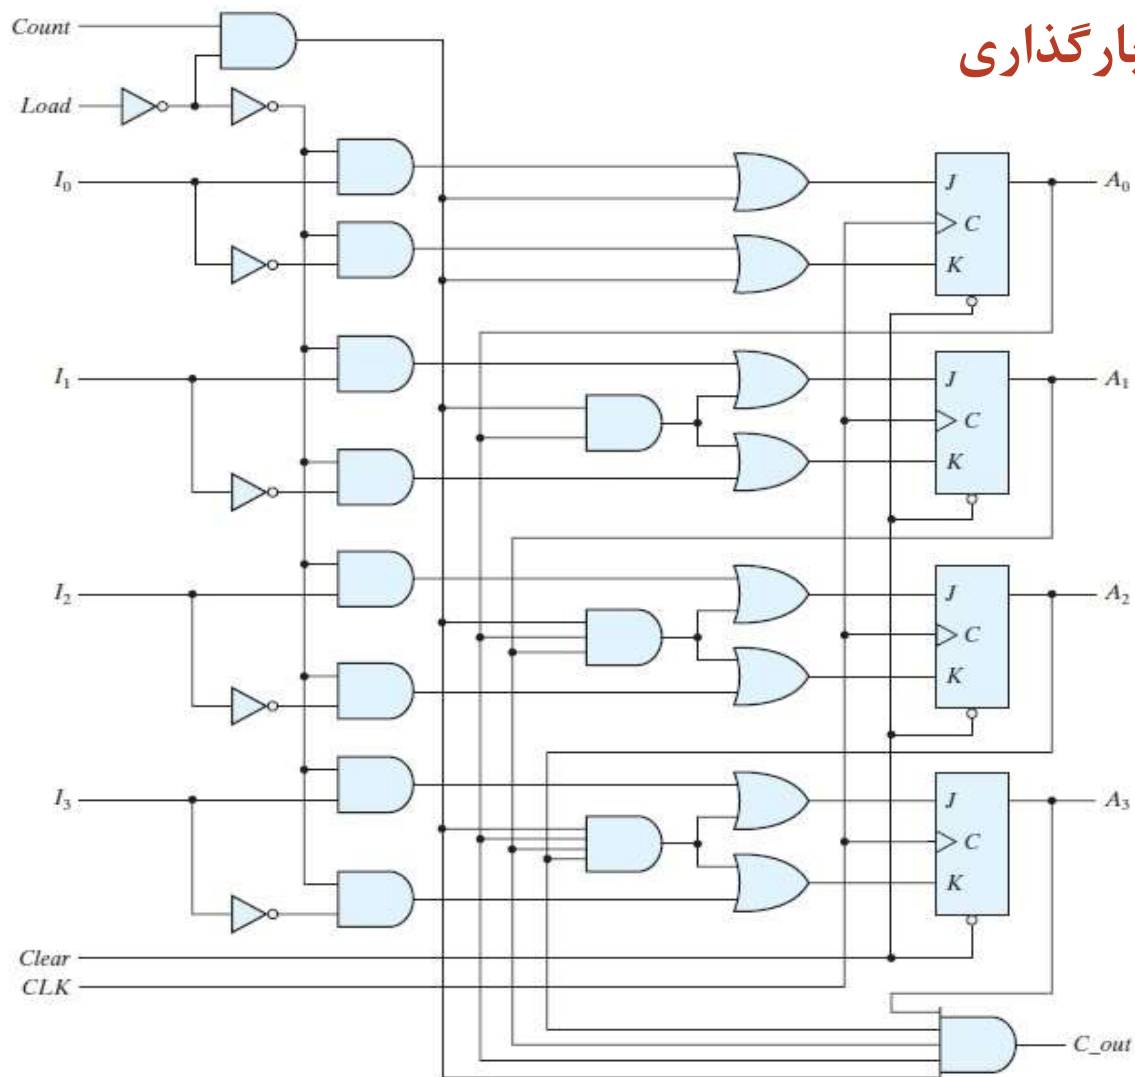 بارگذاری
Count
Load
I₀
J
A₀
C
K
I₁
J
A₁
C
K
I₂
J
A₂
C
K
I₃
J
A₃
C
K
Clear
CLK
C_out